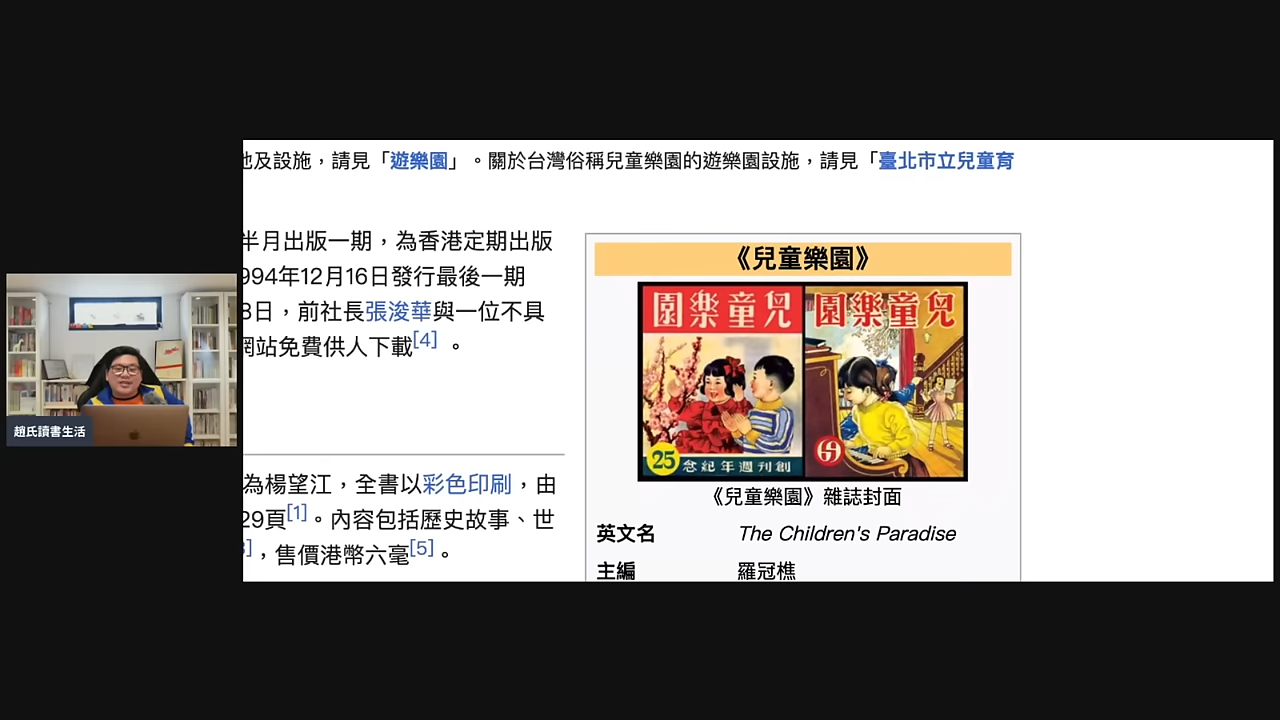 地及設施，請見「遊樂園」。關於台灣俗稱兒童樂園的遊樂園設施，請見「臺北市立兒童育
半月出版一期，為香港定期出版
994年12月16日發行最後一期
8日，前社長張浚華與一位不具
網站免費供人下載[4] 。
為楊望江，全書以彩色印刷，由
29頁[1]。內容包括歷史故事、世
3]，售價港幣六毫[5]。
《兒童樂園》
園樂童兒
25
念紀年週刊創
園樂童兒
69
《兒童樂園》雜誌封面
英文名 The Children's Paradise
主編 羅冠樵
趙氏讀書生活